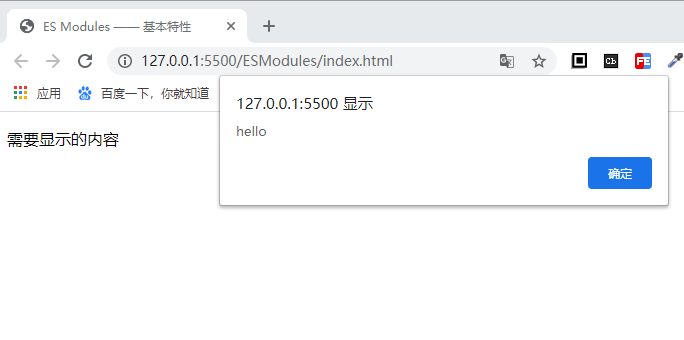 ES Modules —— 基本特性
127.0.0.1:5500/ESModules/index.html
Cb
FE
应用
百度一下，你就知道
127.0.0.1:5500 显示
hello
确定
需要显示的内容